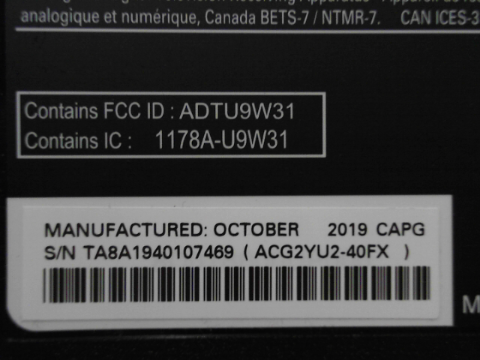 analogique et numérique, Canada BETS-7 / NTMR-7. CAN ICES-3
Contains FCC ID : ADTU9W31
Contains IC : 1178A-U9W31
MANUFACTURED: OCTOBER 2019 CAPG
S/N TA8A1940107469 ( ACG2YU2-40FX )
M